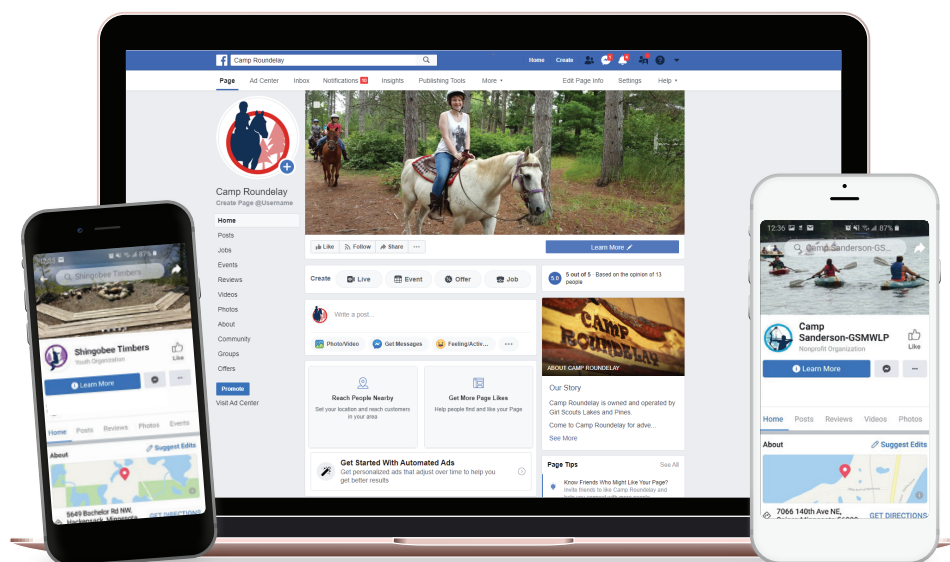 Camp Roundelay
Home Create
Page Ad Center Inbox Notifications Insights Publishing Tools More Edit Page Info Settings Help
Camp Roundelay
Create Page @Username
Home
Posts
Jobs
Events
Reviews
Videos
Photos
About
Community
Groups
Offers
Promote
Visit Ad Center
Like Follow Share ...
Learn More
Create Live Event Offer Job
Write a post...
Photo/Video Get Messages Feeling/Activ... ...
Reach People Nearby
Set your location and reach customers
in your area
Get More Page Likes
Help people find and like your Page
Get Started With Automated Ads
Get personalized ads that adjust over time to help you
get better results
5.0 5 out of 5 · Based on the opinion of 13
people
CAMP
ROUNDELAY
ABOUT CAMP ROUNDELAY
Our Story
Camp Roundelay is owned and operated by
Girl Scouts Lakes and Pines.
Come to Camp Roundelay for adve...
See More
Page Tips See All
Know Friends Who Might Like Your Page?
Invite friends to like Camp Roundelay and
87%
Shingobee Timbers
Shingobee Timbers
Youth Organization
Like
Learn More
Home Posts Reviews Photos Events
About Suggest Edits
5649 Bachelor Rd NW,
Hackensack, Minnesota
GET DIRECTIONS
12:36 87%
Camp Sanderson-GS...
Camp
Sanderson-GSMWLP
Nonprofit Organization
Like
Learn More
Home Posts Reviews Videos Photos
About Suggest Edits
7066 140th Ave NE,
GET DIRECTIONS